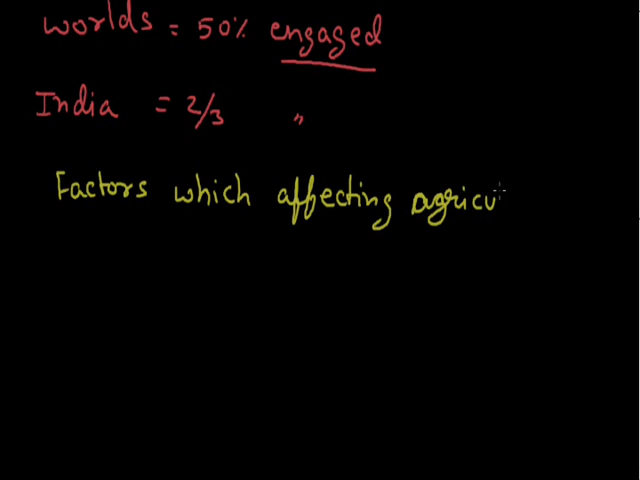 Worlds = 50% engaged
India = 2/3 "
Factors which affecting agricu